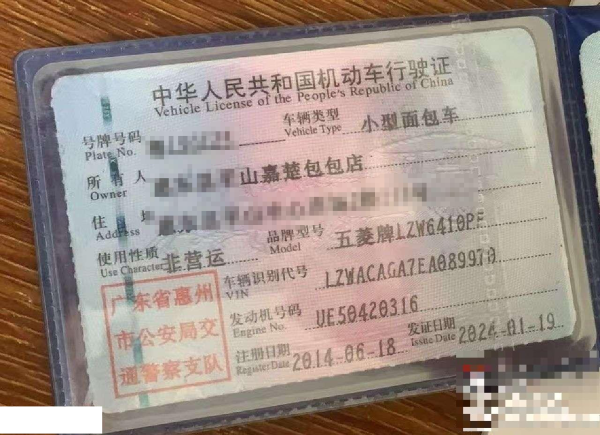 中华人民共和国机动车行驶证
Vehicle License of the People's Republic of China
号牌号码
Plate No.
车辆类型 小型面包车
Vehicle Type
所有人 山嘉楚包包店
Owner
住址
Address
使用性质 非营运
Use Character
品牌型号 五菱牌LZW6410PF
Model
车辆识别代号 LZWACAGA7EA089970
VIN
发动机号码 UE50420316
Engine No.
注册日期 2014-06-18
Register Date
发证日期 2024-01-19
Issue Date
广东省惠州
市公安局交
通警察支队